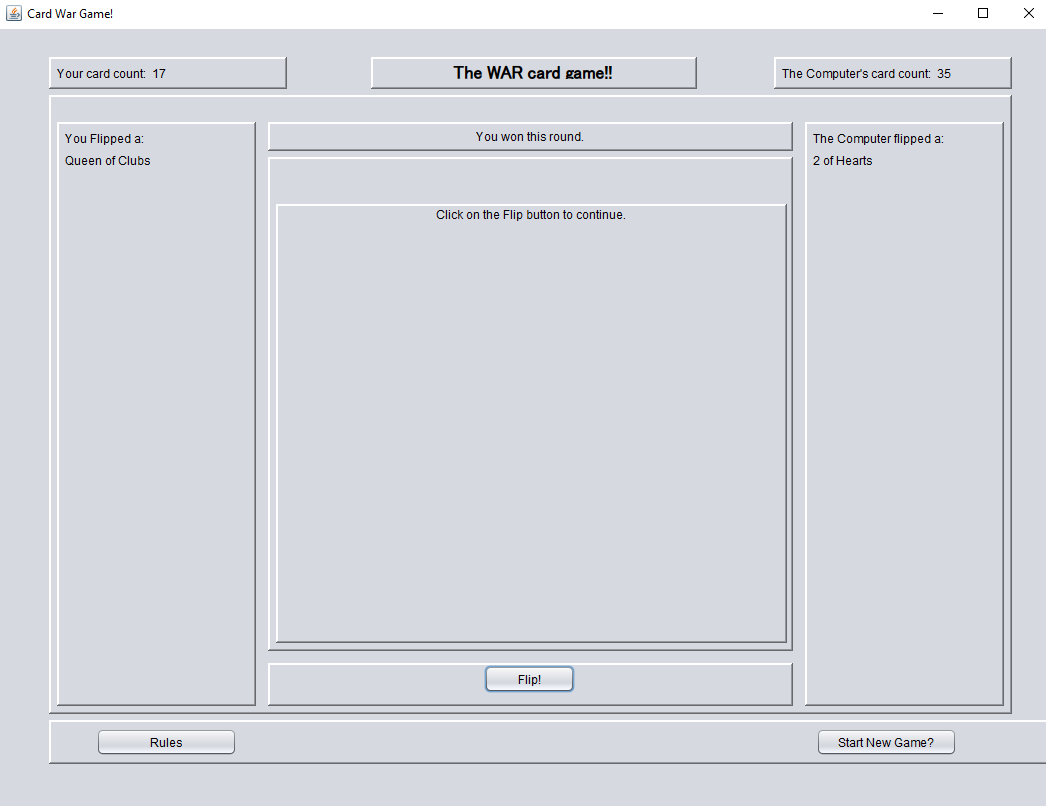 Card War Game!
Your card count: 17
The WAR card game!!
The Computer's card count: 35
You Flipped a:
Queen of Clubs
You won this round.
Click on the Flip button to continue.
The Computer flipped a:
2 of Hearts
Flip!
Rules
Start New Game?